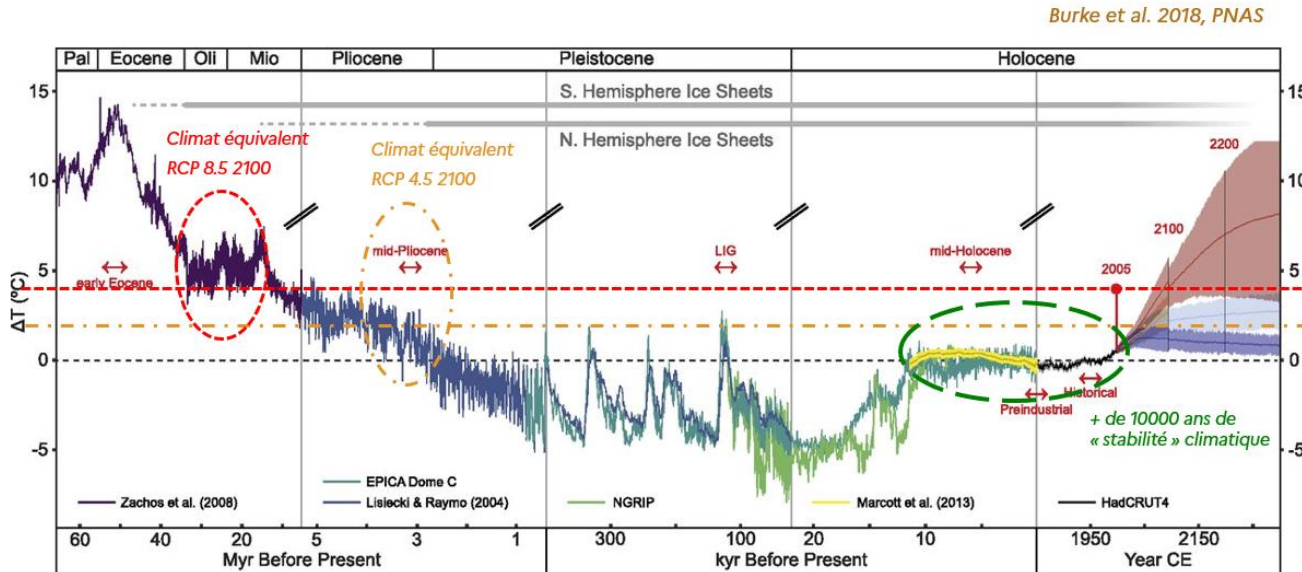 Burke et al. 2018, PNAS
Pal Eocene Oli Mio Pliocene Pleistocene Holocene
S. Hemisphere Ice Sheets
N. Hemisphere Ice Sheets
Climat équivalent
RCP 8.5 2100
Climat équivalent
RCP 4.5 2100
2200
2100
2005
early Eocene
mid-Pliocene
LIG
mid-Holocene
Preindustrial
Historical
+ de 10000 ans de
« stabilité » climatique
ΔT (°C)
15
10
5
0
-5
15
10
5
0
-5
Zachos et al. (2008)
EPICA Dome C
Lisiecki & Raymo (2004)
NGRIP
Marcott et al. (2013)
HadCRUT4
60 40 20 5 3 1 300 100 20 10 1950 2150
Myr Before Present kyr Before Present Year CE